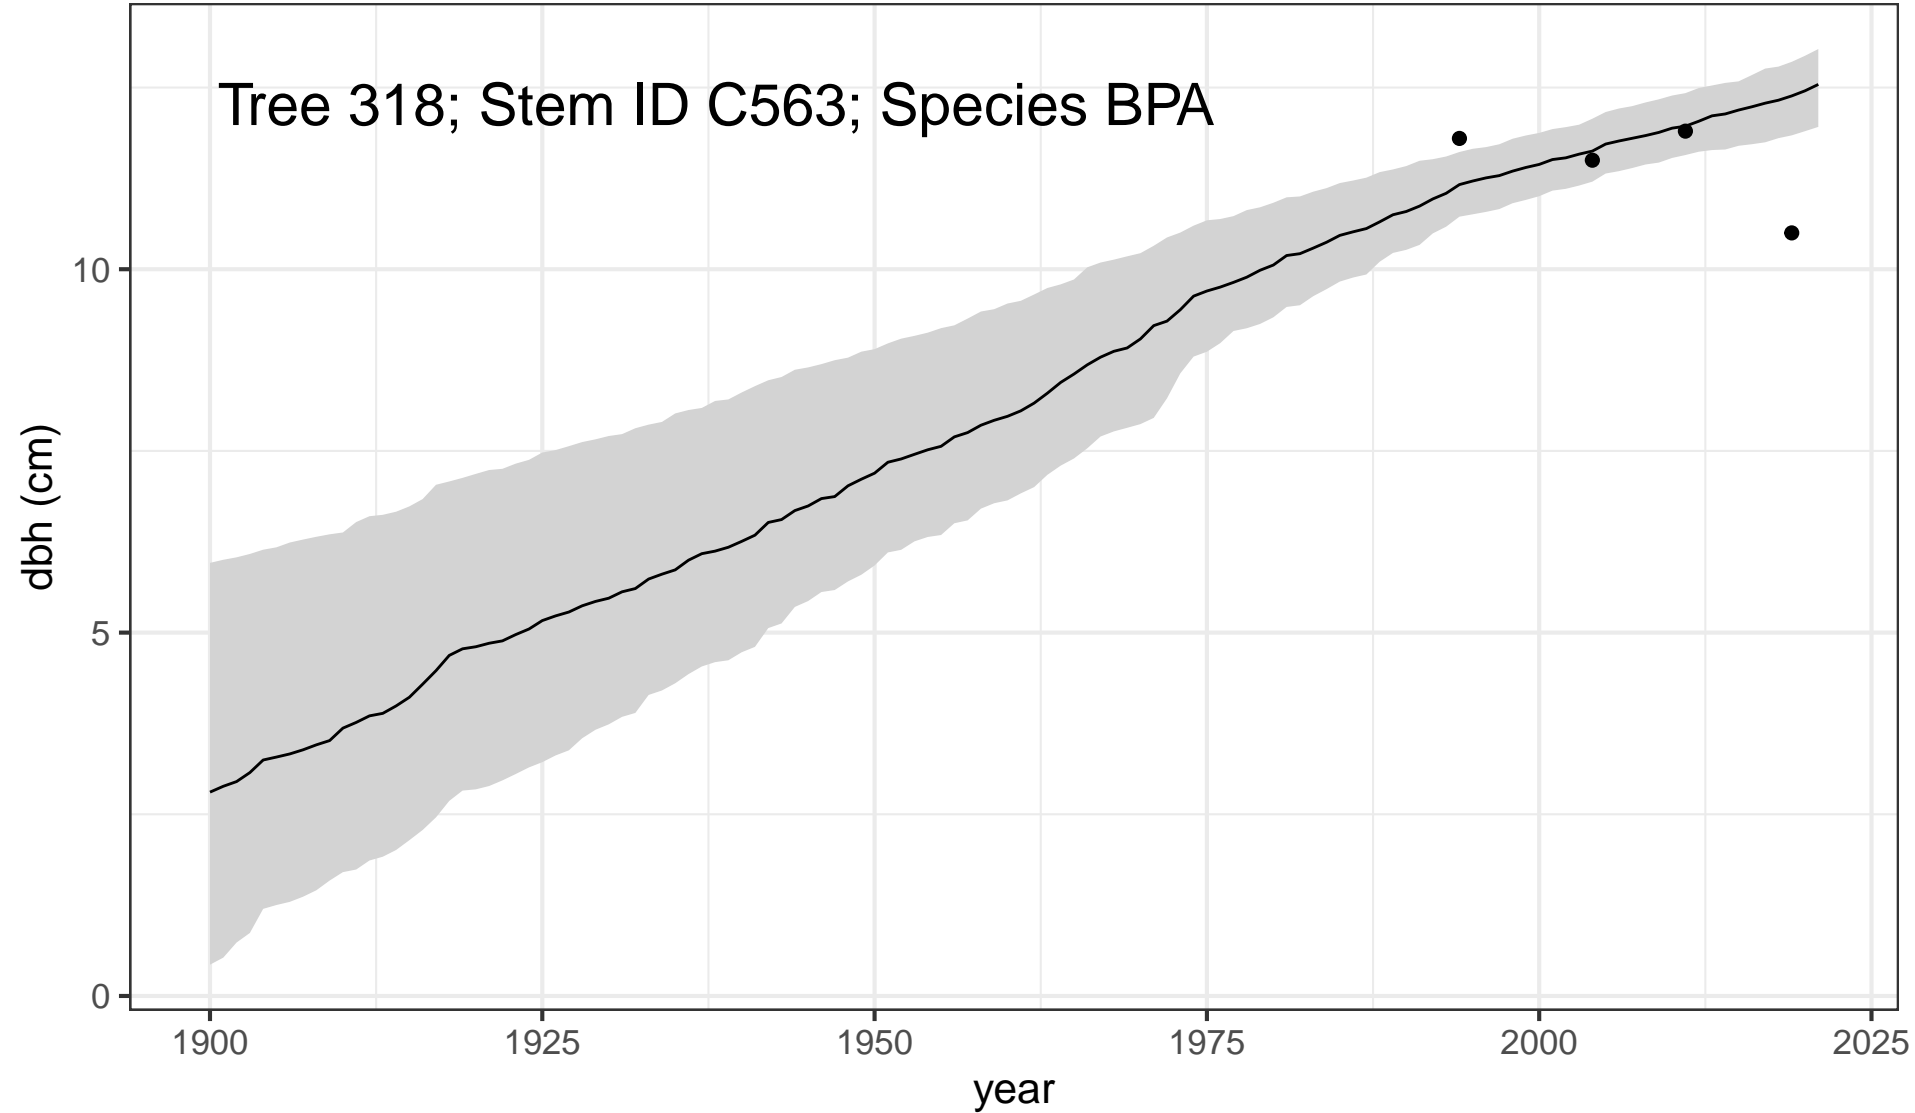 Tree 318; Stem ID C563; Species BPA
10
5
0
dbh (cm)
1900 1925 1950 1975 2000 2025
year